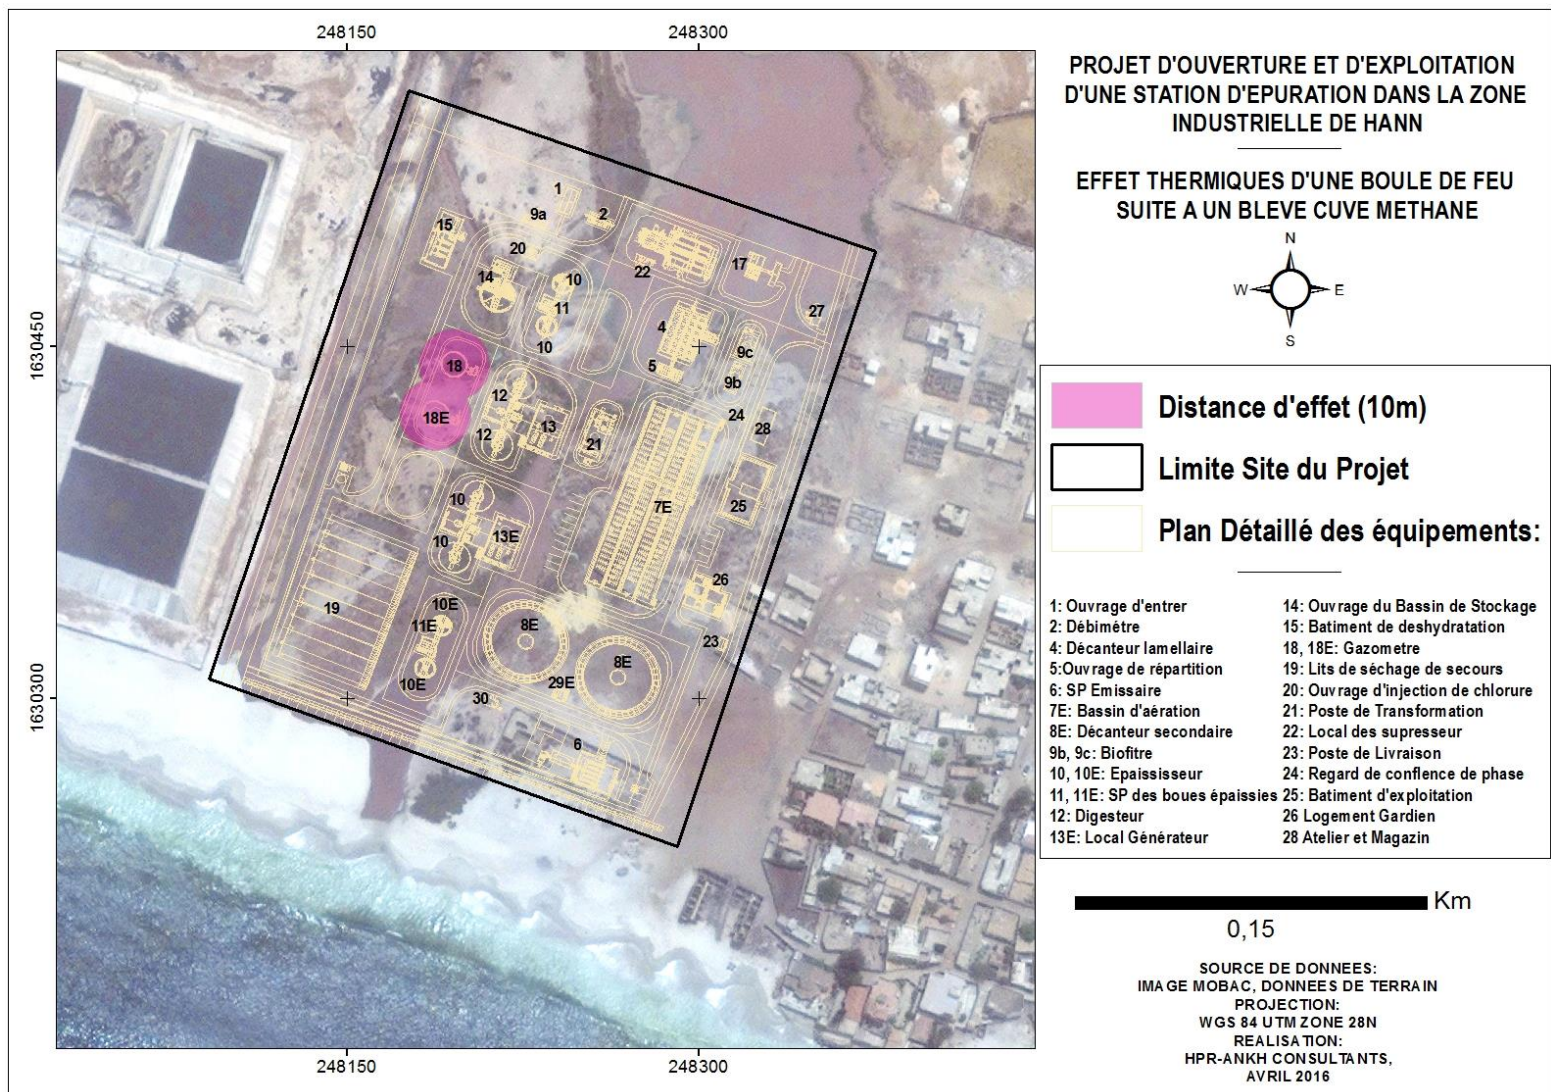 248150
248300
PROJET D'OUVERTURE ET D'EXPLOITATION
D'UNE STATION D'EPURATION DANS LA ZONE
INDUSTRIELLE DE HANN
EFFET THERMIQUES D'UNE BOULE DE FEU
SUITE A UN BLEVE CUVE METHANE
N
W
E
S
1630450
1630300
1
9a
2
15
20
22
17
14
10
11
27
4
10
9c
18
5
9b
12
24
18E
13
28
12
21
10
7E
25
13E
10
26
19
10E
11E
8E
23
8E
10E
29E
30
6
Distance d'effet (10m)
Limite Site du Projet
Plan Détaillé des équipements:
1: Ouvrage d'entrer
2: Débimètre
4: Décanteur lamellaire
5:Ouvrage de répartition
6: SP Emissaire
7E: Bassin d'aération
8E: Décanteur secondaire
9b, 9c: Biofitre
10, 10E: Epaississeur
11, 11E: SP des boues épaissies
12: Digesteur
13E: Local Générateur
14: Ouvrage du Bassin de Stockage
15: Batiment de deshydratation
18, 18E: Gazometre
19: Lits de séchage de secours
20: Ouvrage d'injection de chlorure
21: Poste de Transformation
22: Local des supresseur
23: Poste de Livraison
24: Regard de conflence de phase
25: Batiment d'exploitation
26 Logement Gardien
28 Atelier et Magazin
Km
0,15
SOURCE DE DONNEES:
IMAGE MOBAC, DONNEES DE TERRAIN
PROJECTION:
WGS 84 UTM ZONE 28N
REALISATION:
HPR-ANKH CONSULTANTS,
AVRIL 2016
248150
248300